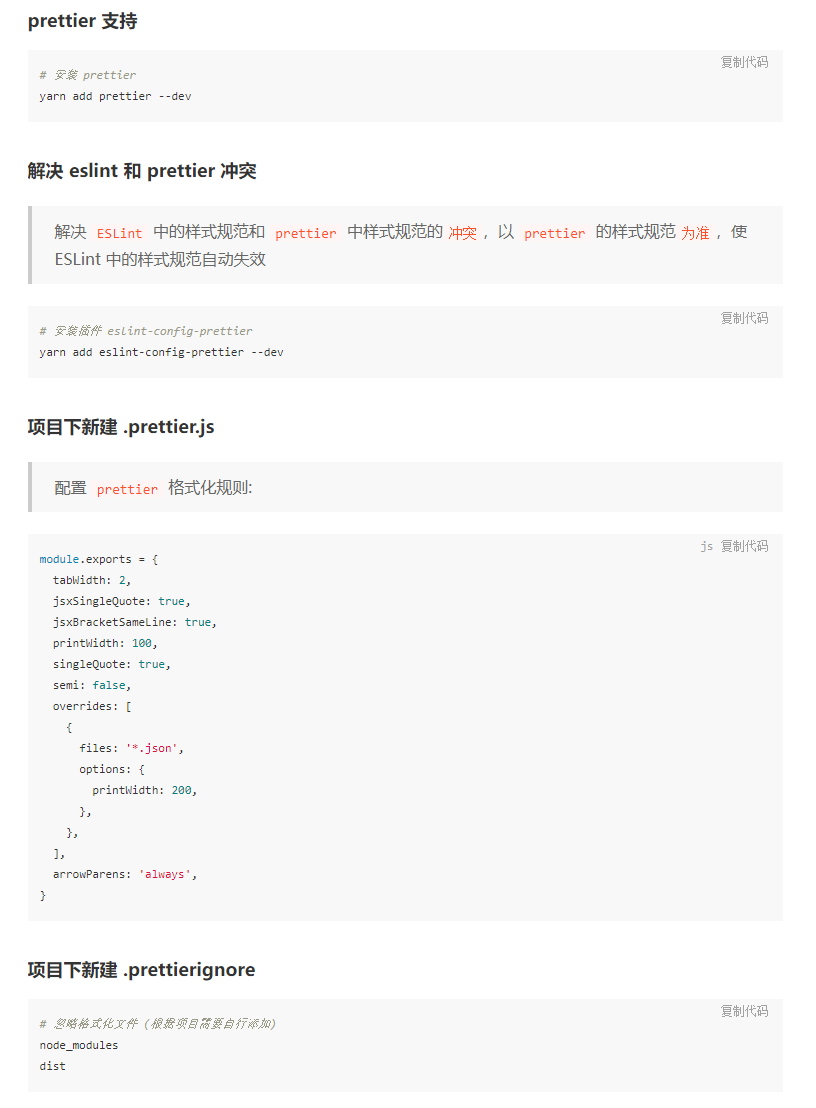 prettier 支持
复制代码
# 安装 prettier
yarn add prettier --dev
解决 eslint 和 prettier 冲突
解决 ESLint 中的样式规范和 prettier 中样式规范的 冲突 ，以 prettier 的样式规范 为准 ，使
ESLint 中的样式规范自动失效
复制代码
# 安装插件 eslint-config-prettier
yarn add eslint-config-prettier --dev
项目下新建 .prettier.js
配置 prettier 格式化规则:
js 复制代码
module.exports = {
  tabWidth: 2,
  jsxSingleQuote: true,
  jsxBracketSameLine: true,
  printWidth: 100,
  singleQuote: true,
  semi: false,
  overrides: [
    {
      files: '*.json',
      options: {
        printWidth: 200,
      },
    },
  ],
  arrowParens: 'always',
}
项目下新建 .prettierignore
复制代码
# 忽略格式化文件 (根据项目需要自行添加)
node_modules
dist